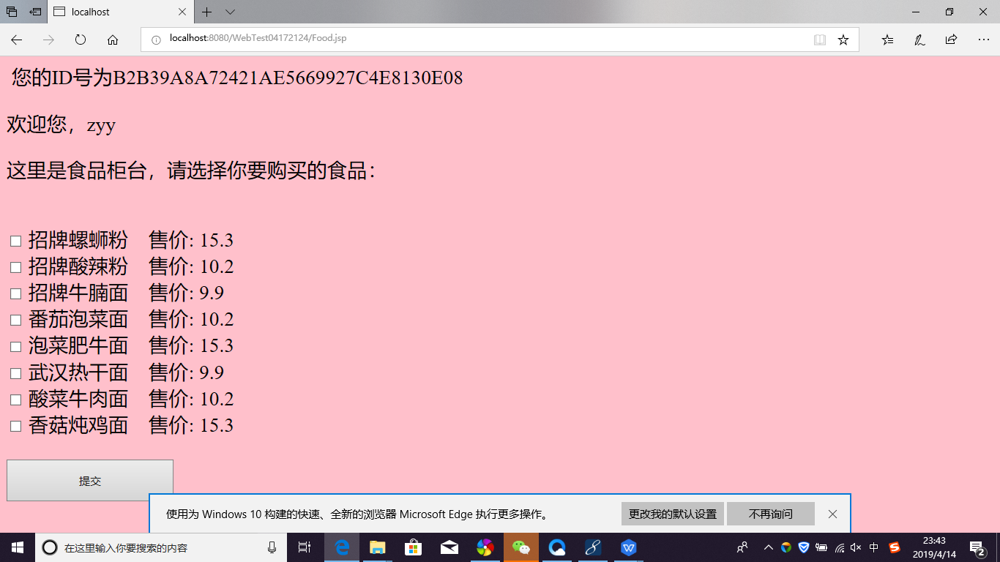 localhost
localhost:8080/WebTest04172124/Food.jsp
您的ID号为B2B39A8A72421AE5669927C4E8130E08
欢迎您，zyy
这里是食品柜台，请选择你要购买的食品：
招牌螺蛳粉 售价: 15.3
招牌酸辣粉 售价: 10.2
招牌牛腩面 售价: 9.9
番茄泡菜面 售价: 10.2
泡菜肥牛面 售价: 15.3
武汉热干面 售价: 9.9
酸菜牛肉面 售价: 10.2
香菇炖鸡面 售价: 15.3
提交
使用为 Windows 10 构建的快速、全新的浏览器 Microsoft Edge 执行更多操作。 更改我的默认设置 不再询问
在这里输入你要搜索的内容
中
23:43
2019/4/14
2